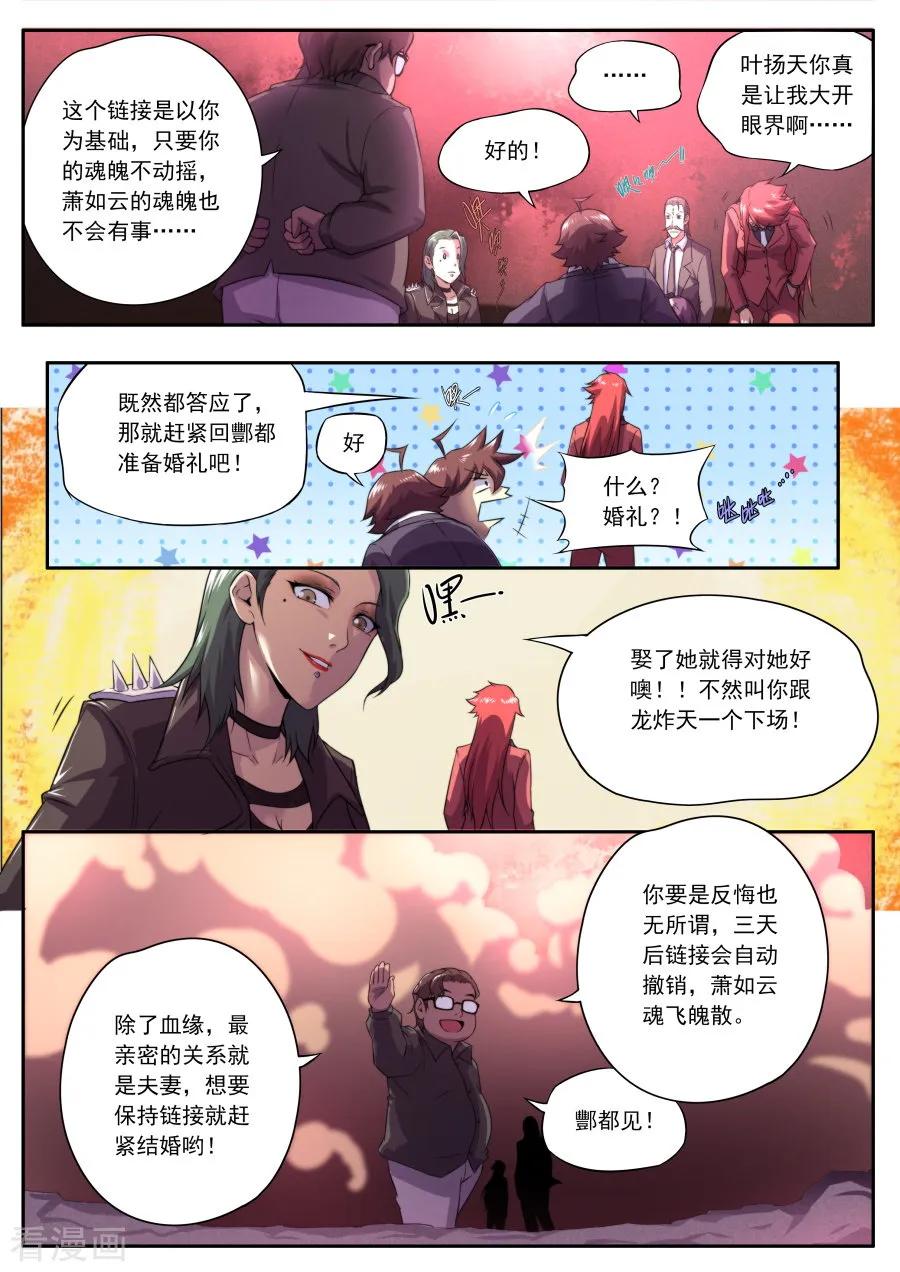 这个链接是以你
为基础，只要你
的魂魄不动摇，
萧如云的魂魄也
不会有事……
好的！
……
叶扬天你真
是让我大开
眼界啊……
既然都答应了，
那就赶紧回酆都
准备婚礼吧！
好
什么？
婚礼？！
呲呲呲……
嘿
娶了她就得对她好
噢！！不然叫你跟
龙炸天一个下场！
你要是反悔也
无所谓，三天
后链接会自动
撤销，萧如云
魂飞魄散。
除了血缘，最
亲密的关系就
是夫妻，想要
保持链接就赶
紧结婚哟！
酆都见！
看漫画